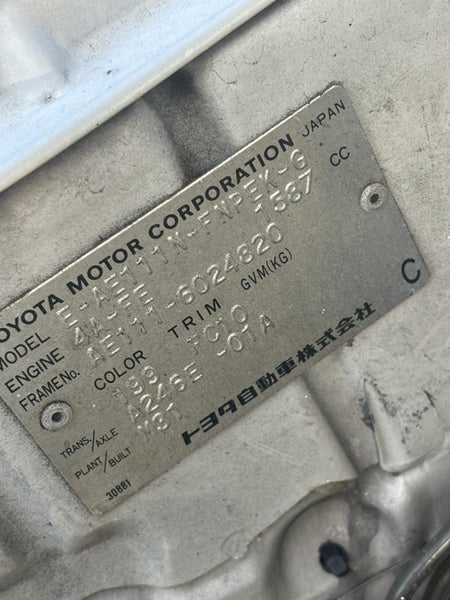 TOYOTA MOTOR CORPORATION JAPAN
MODEL E-AE111N-FNPEK-G
ENGINE 4A-FE 1587 CC
FRAME No. AE111-6024820
COLOR TRIM GVM(KG)
199 FC10
TRANS./AXLE A246E -01A
PLANT/BUILT M31
C
トヨタ自動車株式会社
3D881